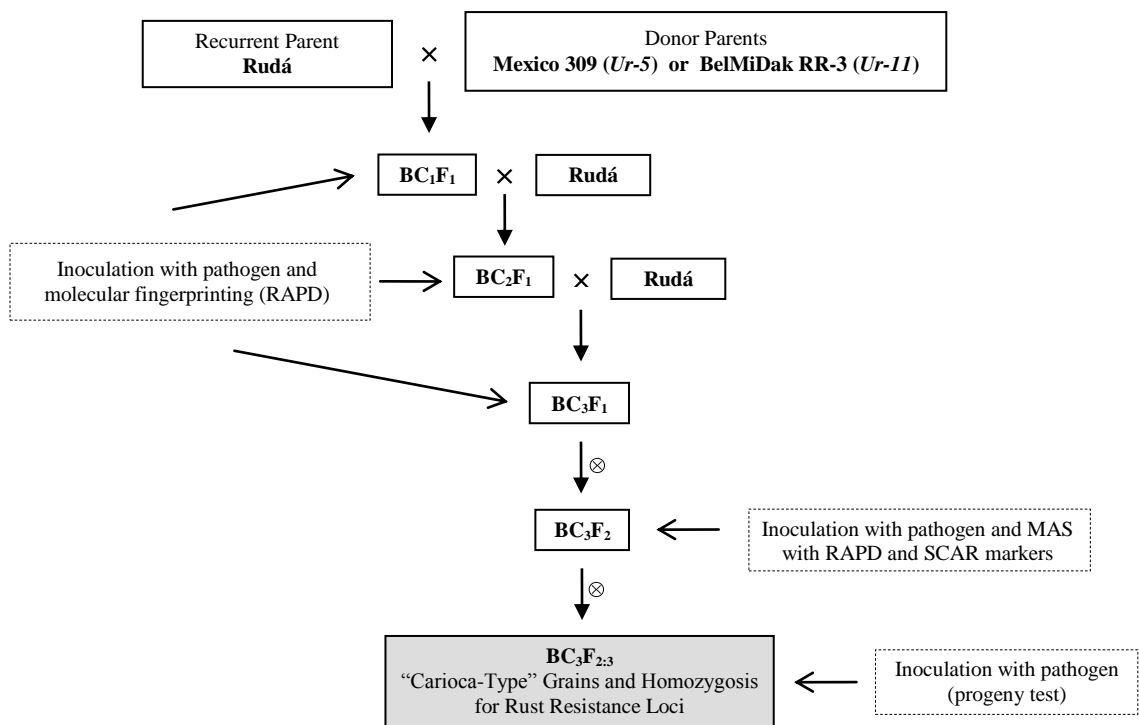 Recurrent Parent
Rudá
×
Donor Parents
Mexico 309 (Ur-5) or BelMiDak RR-3 (Ur-11)
BC₁F₁
×
Rudá
Inoculation with pathogen and
molecular fingerprinting (RAPD)
BC₂F₁
×
Rudá
BC₃F₁
⊗
BC₃F₂
Inoculation with pathogen and MAS
with RAPD and SCAR markers
⊗
BC₃F₂:₃
“Carioca-Type” Grains and Homozygosis
for Rust Resistance Loci
Inoculation with pathogen
(progeny test)